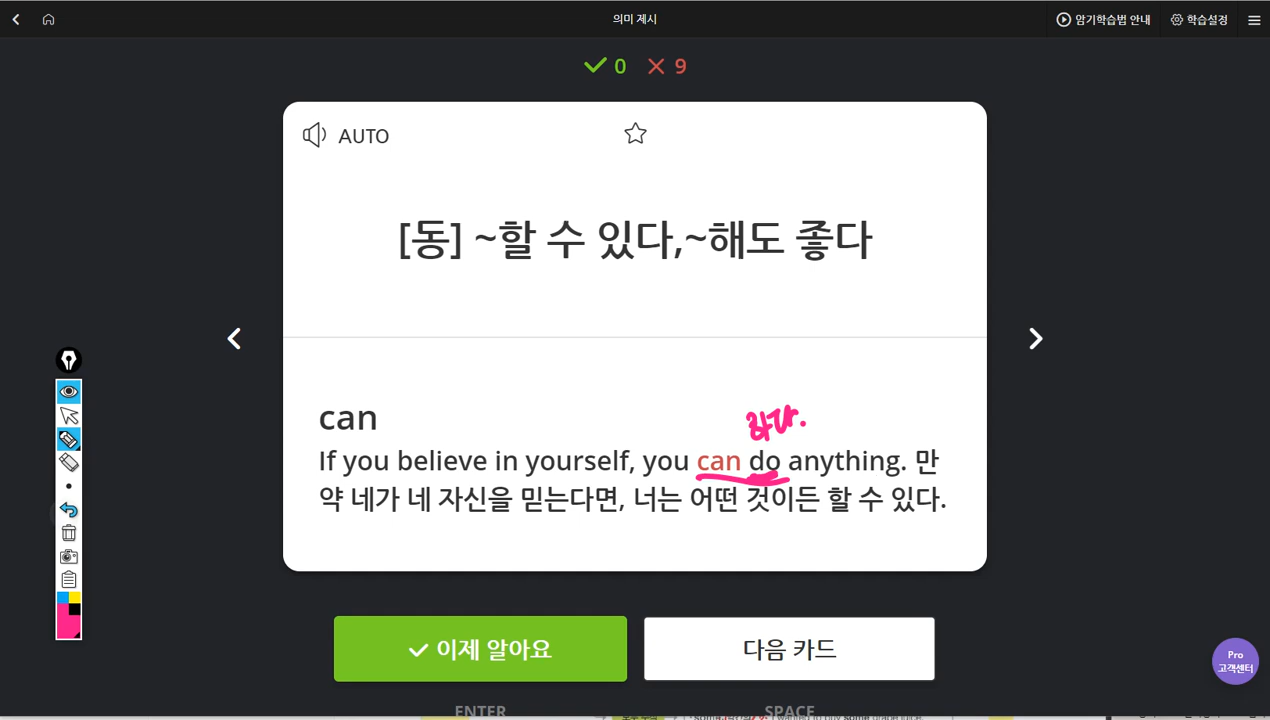 의미 제시
암기학습법 안내
학습설정
0
9
AUTO
[동] ~할 수 있다,~해도 좋다
can
하다.
If you believe in yourself, you can do anything. 만
약 네가 네 자신을 믿는다면, 너는 어떤 것이든 할 수 있다.
이제 알아요
다음 카드
Pro
고객센터
ENTER
SPACE